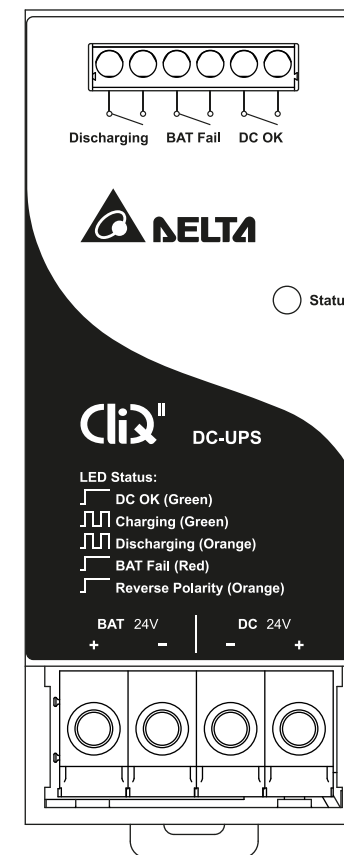 Discharging BAT Fail DC OK
DELTA
Statu
CliQ II DC-UPS
LED Status:
DC OK (Green)
Charging (Green)
Discharging (Orange)
BAT Fail (Red)
Reverse Polarity (Orange)
BAT 24V DC 24V
+ – – +